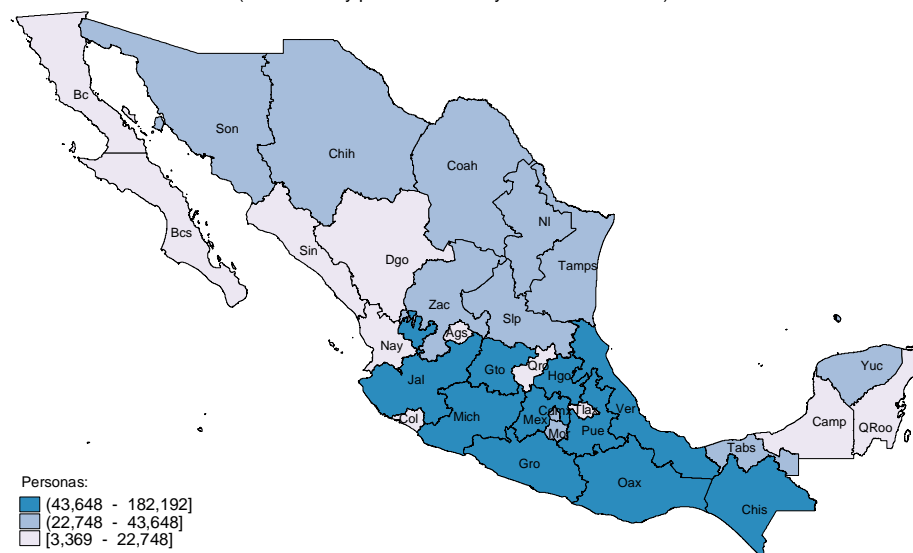 Bc
Son
Chih
Coah
Bcs
Sin
Dgo
Nl
Tamps
Zac
Slp
Nay
Ags
Jal
Gto
Qro
Hgo
Col
Mich
Mex
Cdmx
Tlax
Mor
Pue
Ver
Gro
Oax
Tabs
Chis
Camp
Yuc
QRoo
Personas:
(43,648 - 182,192]
(22,748 - 43,648]
[3,369 - 22,748]